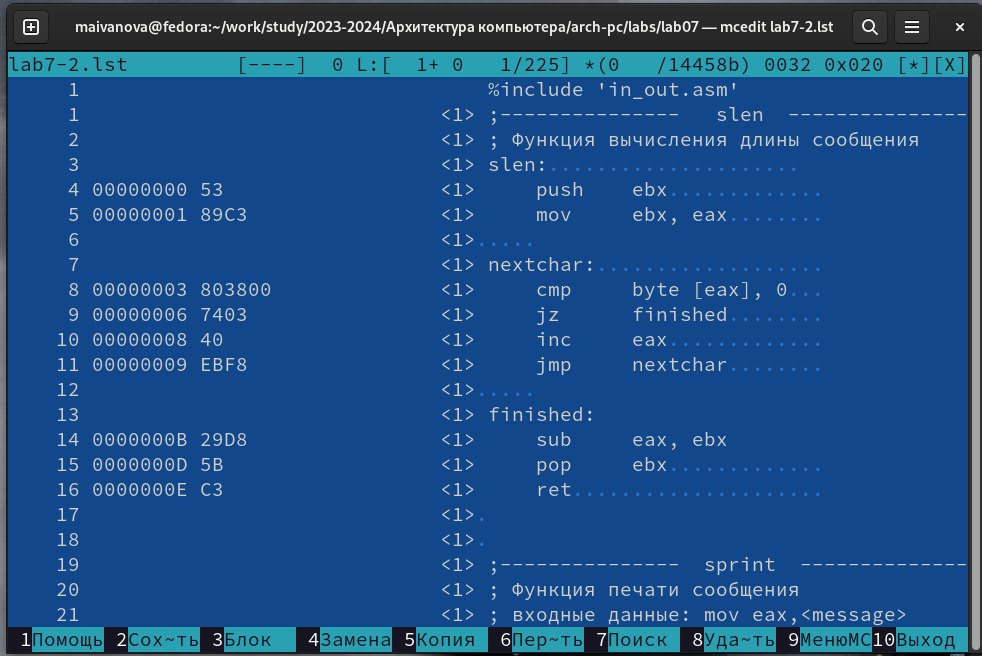 maivanova@fedora:~/work/study/2023-2024/Архитектура компьютера/arch-pc/labs/lab07 — mcedit lab7-2.lst
lab7-2.lst [----] 0 L:[ 1+ 0 1/225] *(0 /14458b) 0032 0x020 [*][X]
1 %include 'in_out.asm'
1 <1> ;--------------- slen ---------------
2 <1> ; Функция вычисления длины сообщения
3 <1> slen:.....................
4 00000000 53 <1> push ebx.............
5 00000001 89C3 <1> mov ebx, eax........
6 <1>.....
7 <1> nextchar:...................
8 00000003 803800 <1> cmp byte [eax], 0...
9 00000006 7403 <1> jz finished........
10 00000008 40 <1> inc eax.............
11 00000009 EBF8 <1> jmp nextchar........
12 <1>.....
13 <1> finished:
14 0000000B 29D8 <1> sub eax, ebx
15 0000000D 5B <1> pop ebx.............
16 0000000E C3 <1> ret.....................
17 <1>.
18 <1>.
19 <1> ;--------------- sprint --------------
20 <1> ; Функция печати сообщения
21 <1> ; входные данные: mov eax,<message>
1Помощь 2Сох~ть 3Блок 4Замена 5Копия 6Пер~ть 7Поиск 8Уда~ть 9МенюMC 10Выход